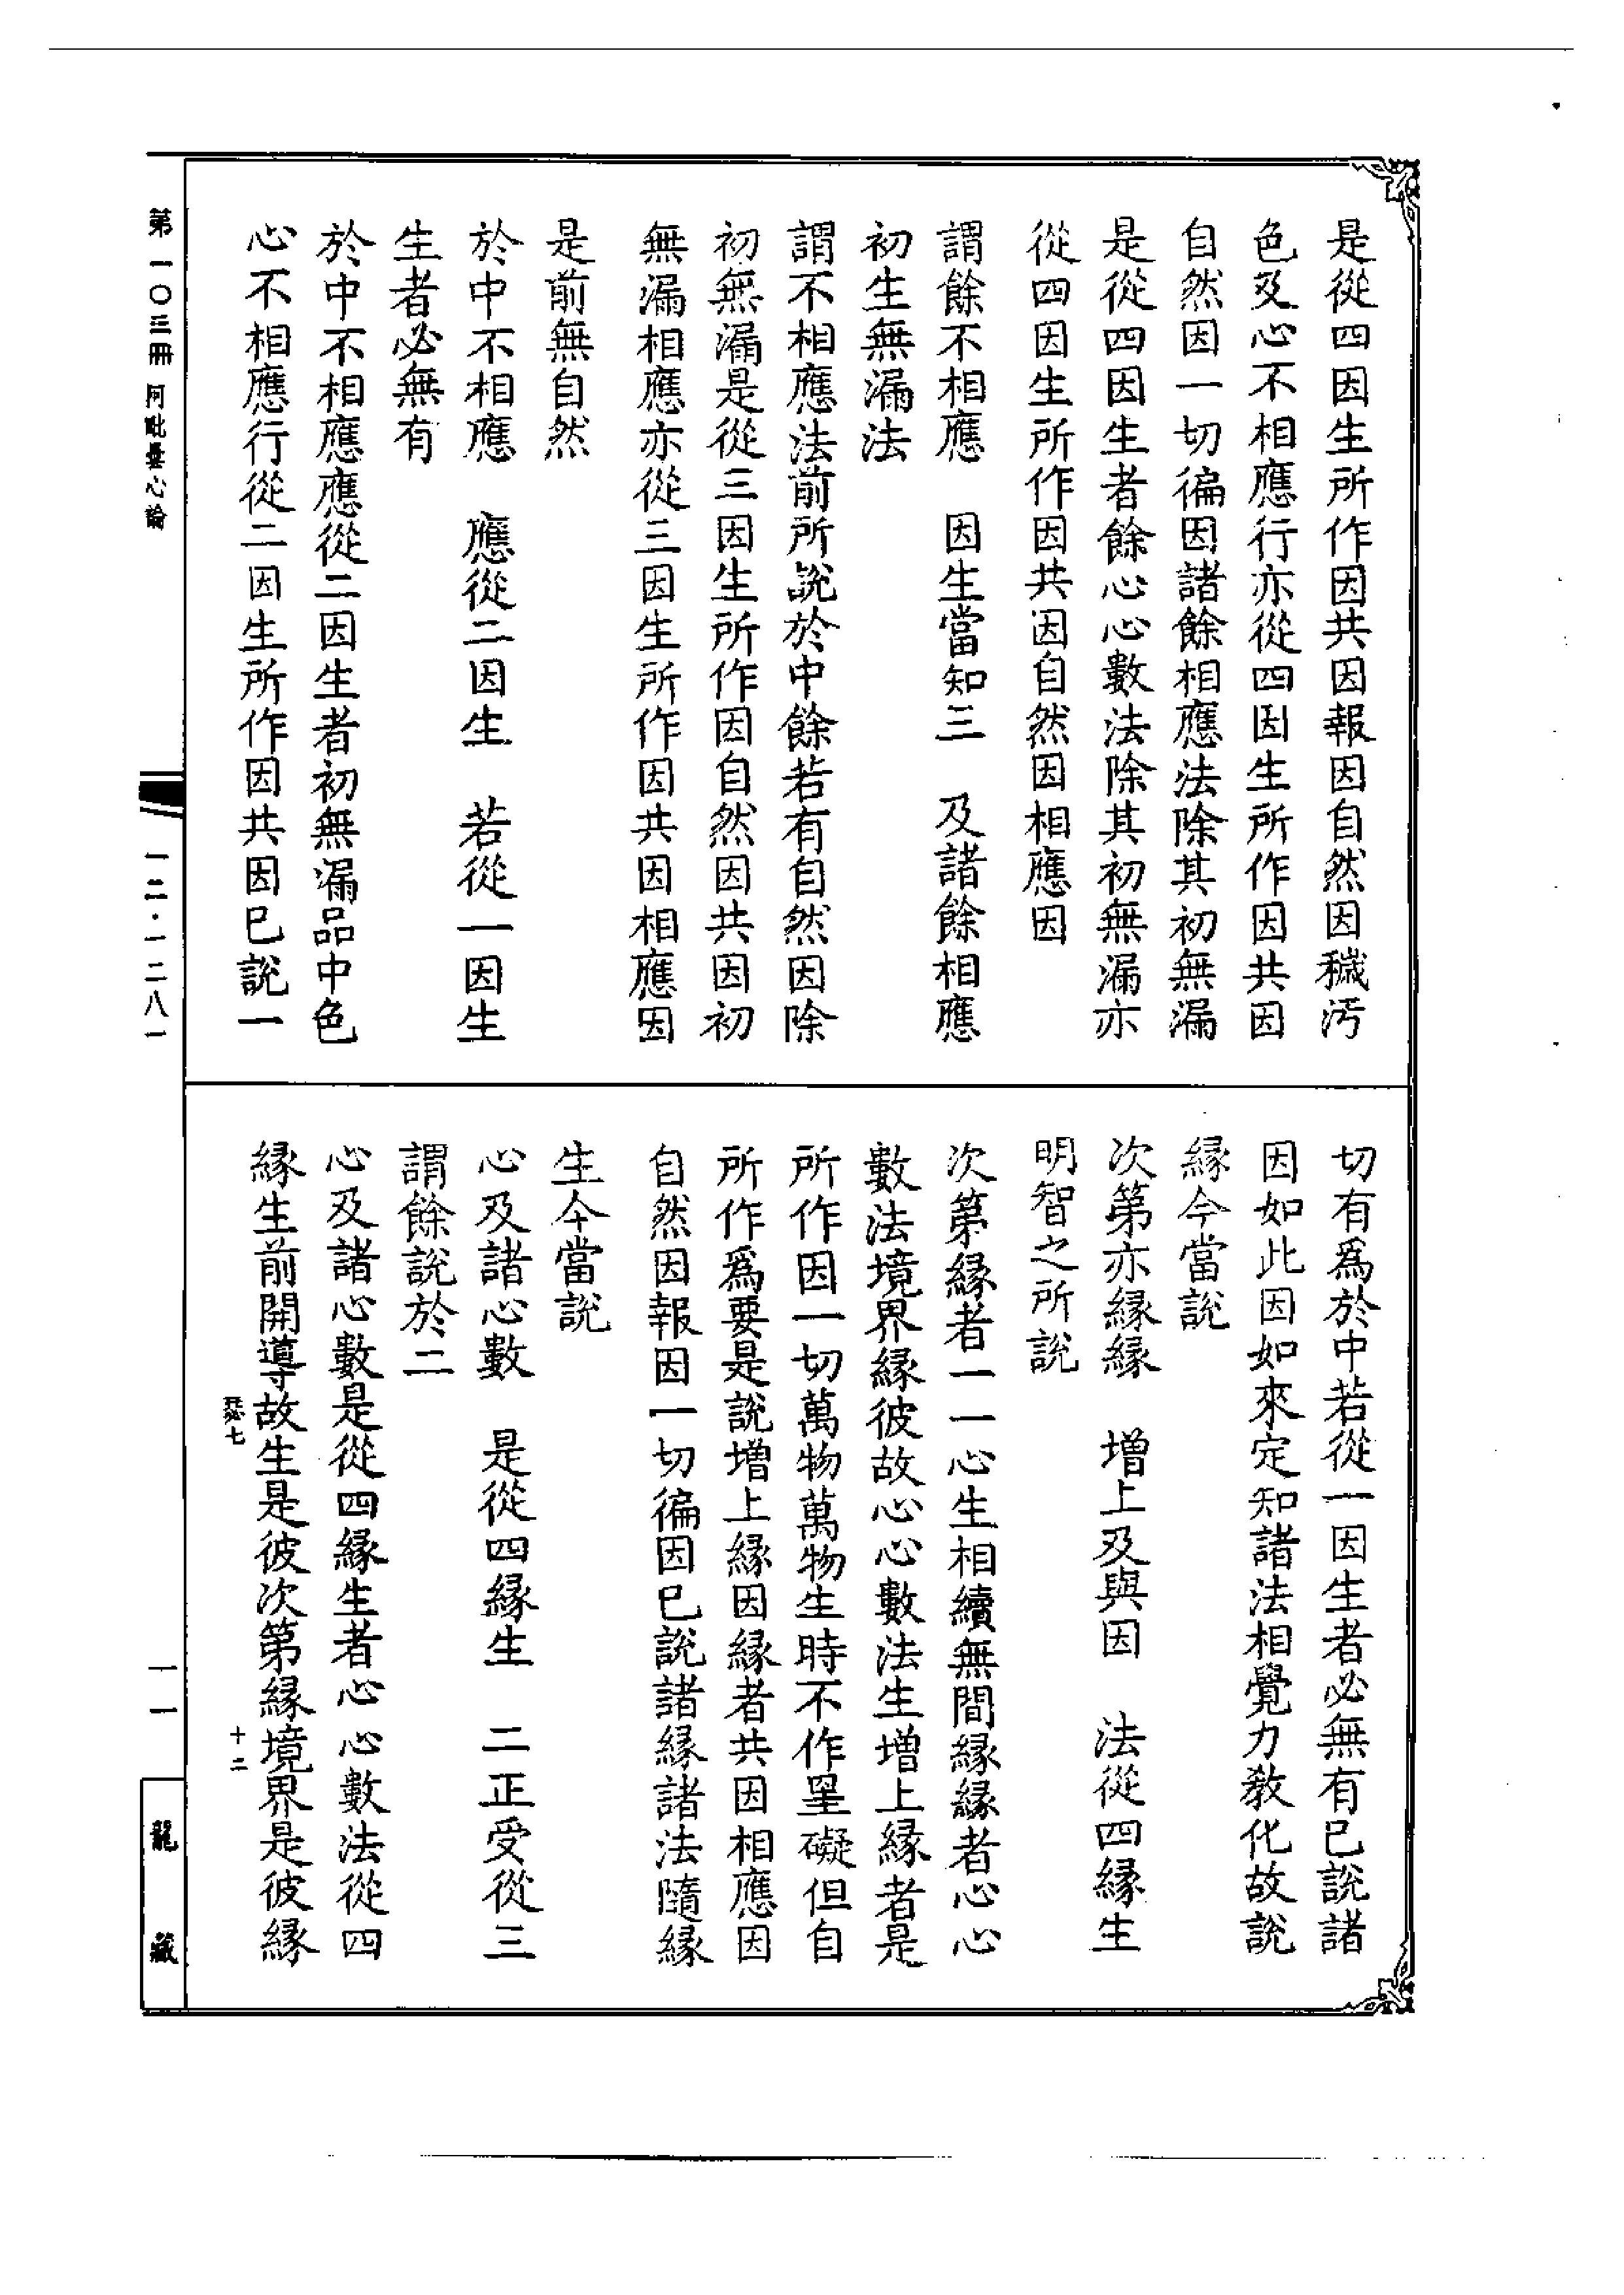 是從四因生所作因共因報因自然因穢汚
色及心不相應行亦從四因生所作因共因
自然因一切徧因諸餘相應法除其初無漏
是從四因生者餘心心數法除其初無漏亦
從四因生所作因共因自然因相應因
謂餘不相應　因生當知三　及諸餘相應
初生無漏法
謂不相應法前所說於中餘若有自然因除
初無漏是從三因生所作因自然因共因初
無漏相應亦從三因生所作因共因相應因
是前無自然
於中不相應　應從二因生　若從一因生
生者必無有
於中不相應應從二因生者初無漏品中色
心不相應行從二因生所作因共因已說一
切有爲於中若從一因生者必無有已說諸
因如此因如來定知諸法相覺力教化故說
緣今當說
次第亦緣緣　增上及與因　法從四緣生
明智之所說
次第緣者一一心生相續無間緣緣者心心
數法境界緣彼故心心數法生增上緣者是
所作因一切萬物萬物生時不作罣礙但自
所作爲要是說增上緣因緣者共因相應因
自然因報因一切徧因已說諸緣諸法隨緣
生今當說
心及諸心數　是從四緣生　二正受從三
謂餘說於二
心及諸心數是從四緣生者心心數法從四
緣生前開導故生是彼次第緣境界是彼緣
瑟七　十二
第一〇三冊　阿毗曇心論　一二·一二八一　一一　龍藏